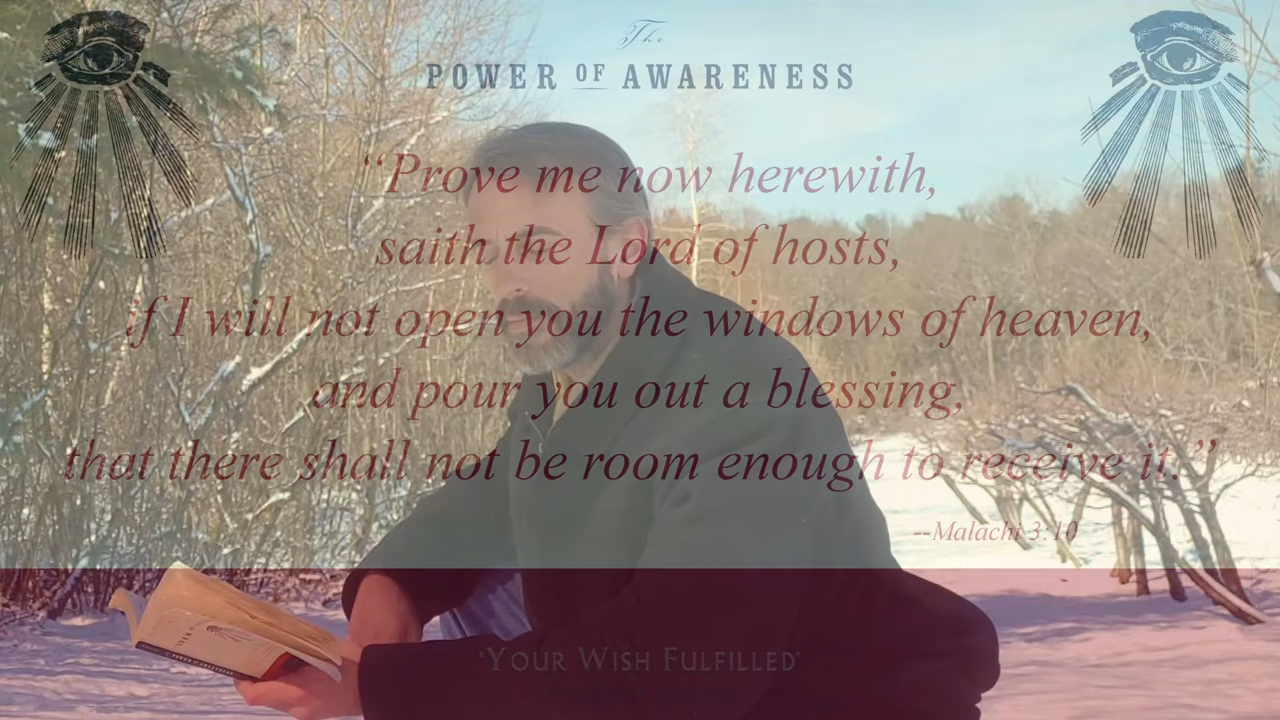 The
POWER OF AWARENESS
“Prove me now herewith,
saith the Lord of hosts,
if I will not open you the windows of heaven,
and pour you out a blessing,
that there shall not be room enough to receive it.”
--Malachi 3:10
"YOUR WISH FULFILLED"